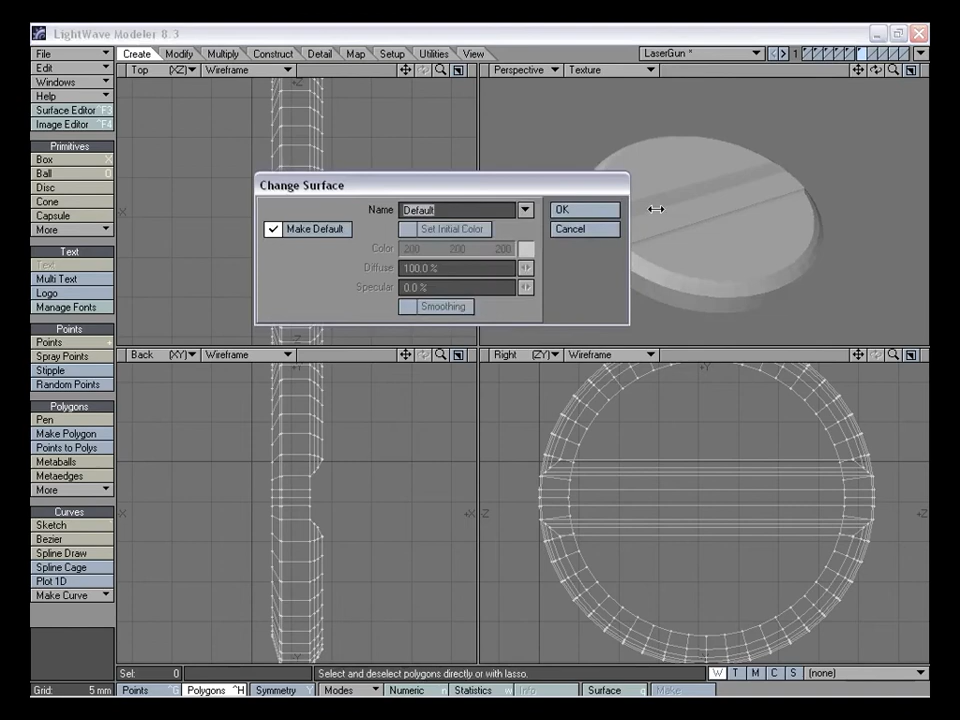 LightWave Modeler 8.3
File Create Modify Multiply Construct Detail Map Setup Utilities View LaserGun * 1
Edit Top (XZ) Wireframe Perspective Texture
Windows
Help
Surface Editor F3
Image Editor F4
Primitives
Box X
Ball O
Disc
Cone
Capsule
More
Text
Text
Multi Text
Logo
Manage Fonts
Points
Points +
Spray Points
Stipple
Random Points
Polygons
Pen
Make Polygon
Points to Polys
Metaballs
Metaedges
More
Curves
Sketch
Bezier
Spline Draw
Spline Cage
Plot 1D
Make Curve
Change Surface
Name Default OK
Make Default Set Initial Color Cancel
Color 200 200 200
Diffuse 100.0 %
Specular 0.0 %
Smoothing
Back (XY) Wireframe Right (ZY) Wireframe
Sel: 0 Select and deselect polygons directly or with lasso. W T M C S (none)
Grid: 5 mm Points ^G Polygons ^H Symmetry Y Modes Numeric n Statistics w Info Surface q Make